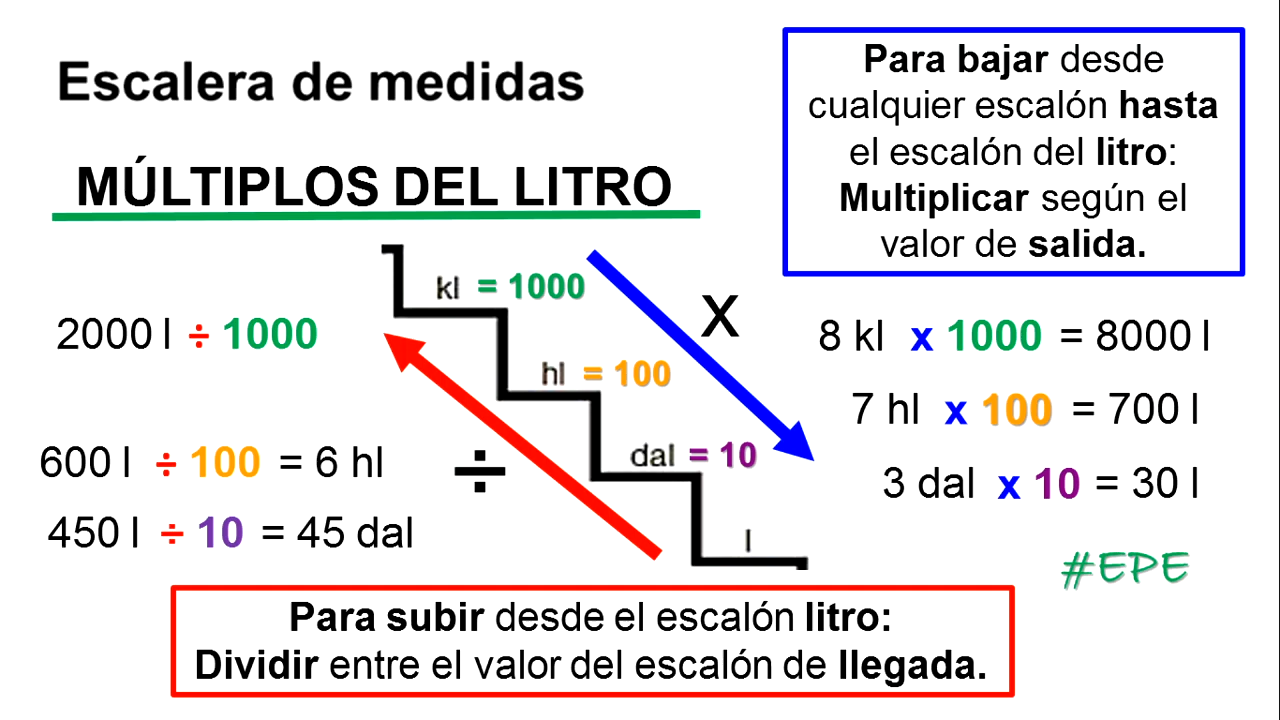 Escalera de medidas
MÚLTIPLOS DEL LITRO
Para bajar desde
cualquier escalón hasta
el escalón del litro:
Multiplicar según el
valor de salida.
kl = 1000
hl = 100
dal = 10
l
X
÷
2000 l ÷ 1000
600 l ÷ 100 = 6 hl
450 l ÷ 10 = 45 dal
8 kl x 1000 = 8000 l
7 hl x 100 = 700 l
3 dal x 10 = 30 l
#EPE
Para subir desde el escalón litro:
Dividir entre el valor del escalón de llegada.